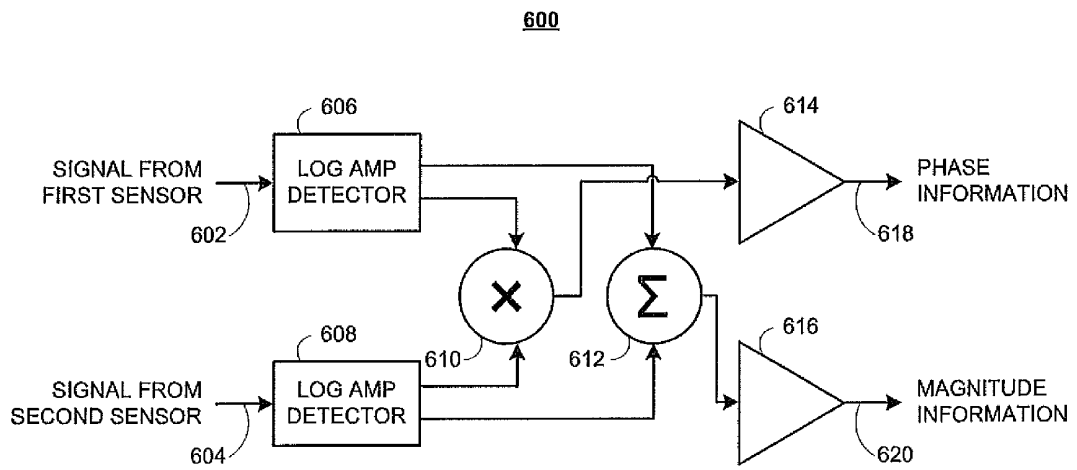 600
606
614
SIGNAL FROM
FIRST SENSOR
LOG AMP
DETECTOR
PHASE
INFORMATION
602
618
×
Σ
608
610
612
616
SIGNAL FROM
SECOND SENSOR
LOG AMP
DETECTOR
MAGNITUDE
INFORMATION
604
620